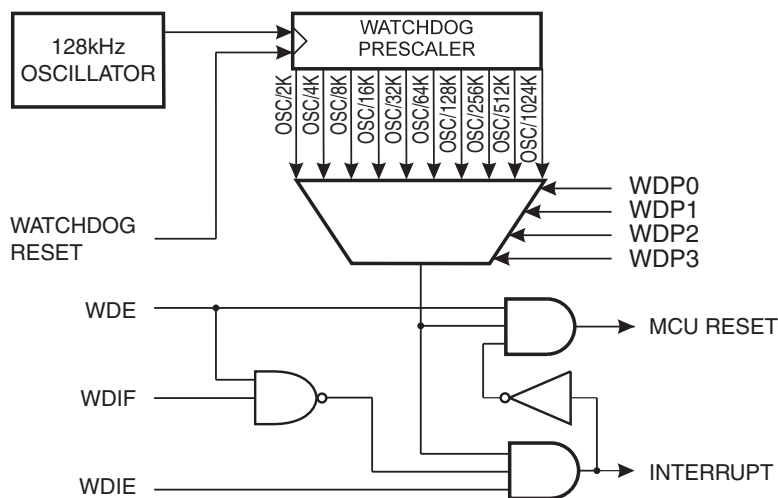 128kHz
OSCILLATOR
WATCHDOG
PRESCALER
OSC/2K
OSC/4K
OSC/8K
OSC/16K
OSC/32K
OSC/64K
OSC/128K
OSC/256K
OSC/512K
OSC/1024K
WDP0
WDP1
WDP2
WDP3
WATCHDOG
RESET
WDE
MCU RESET
WDIF
WDIE
INTERRUPT